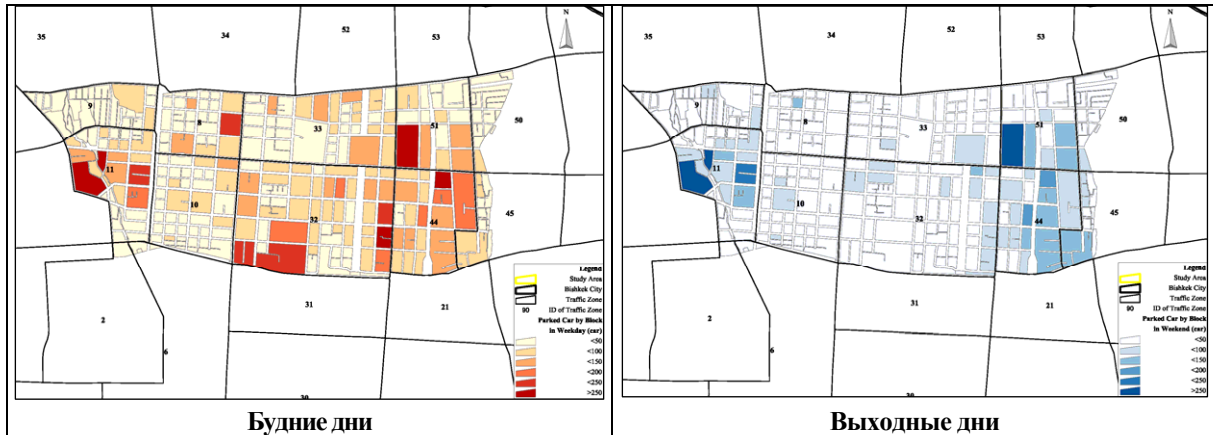 35
34
52
53
N
50
9
8
33
51
11
10
32
44
45
31
21
2
6
30
Legend
Study Area
Bishkek City
Traffic Zone
90 ID of Traffic Zone
Parked Car by Block
in Weekday (car)
<50
<100
<150
<200
<250
>250
Будние дни
35
34
52
53
N
50
9
8
33
51
11
10
32
44
45
31
21
2
6
30
Legend
Study Area
Bishkek City
Traffic Zone
90 ID of Traffic Zone
Parked Car by Block
in Weekend (car)
<50
<100
<150
<200
<250
>250
Выходные дни